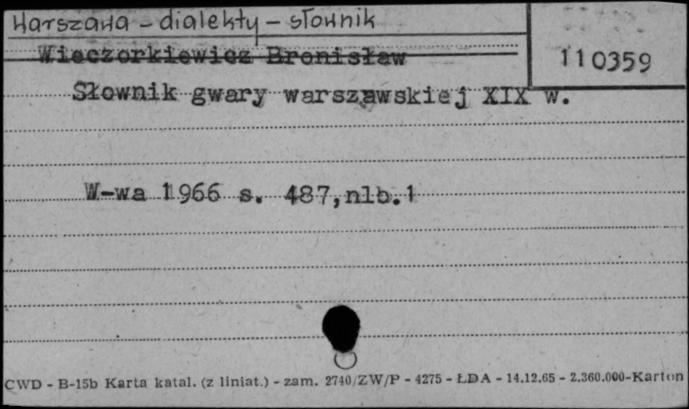 Warszawa - dialekty - słownik
Wieczorkiewicz Bronisław
110359
Słownik gwary warszawskiej XIX w.
W-wa 1966 s. 487,nlb.1
CWD - B-15b Karta katal. (z liniat.) - zam. 2740/ZW/P - 4275 - ŁDA - 14.12.65 - 2.360.000-Karton